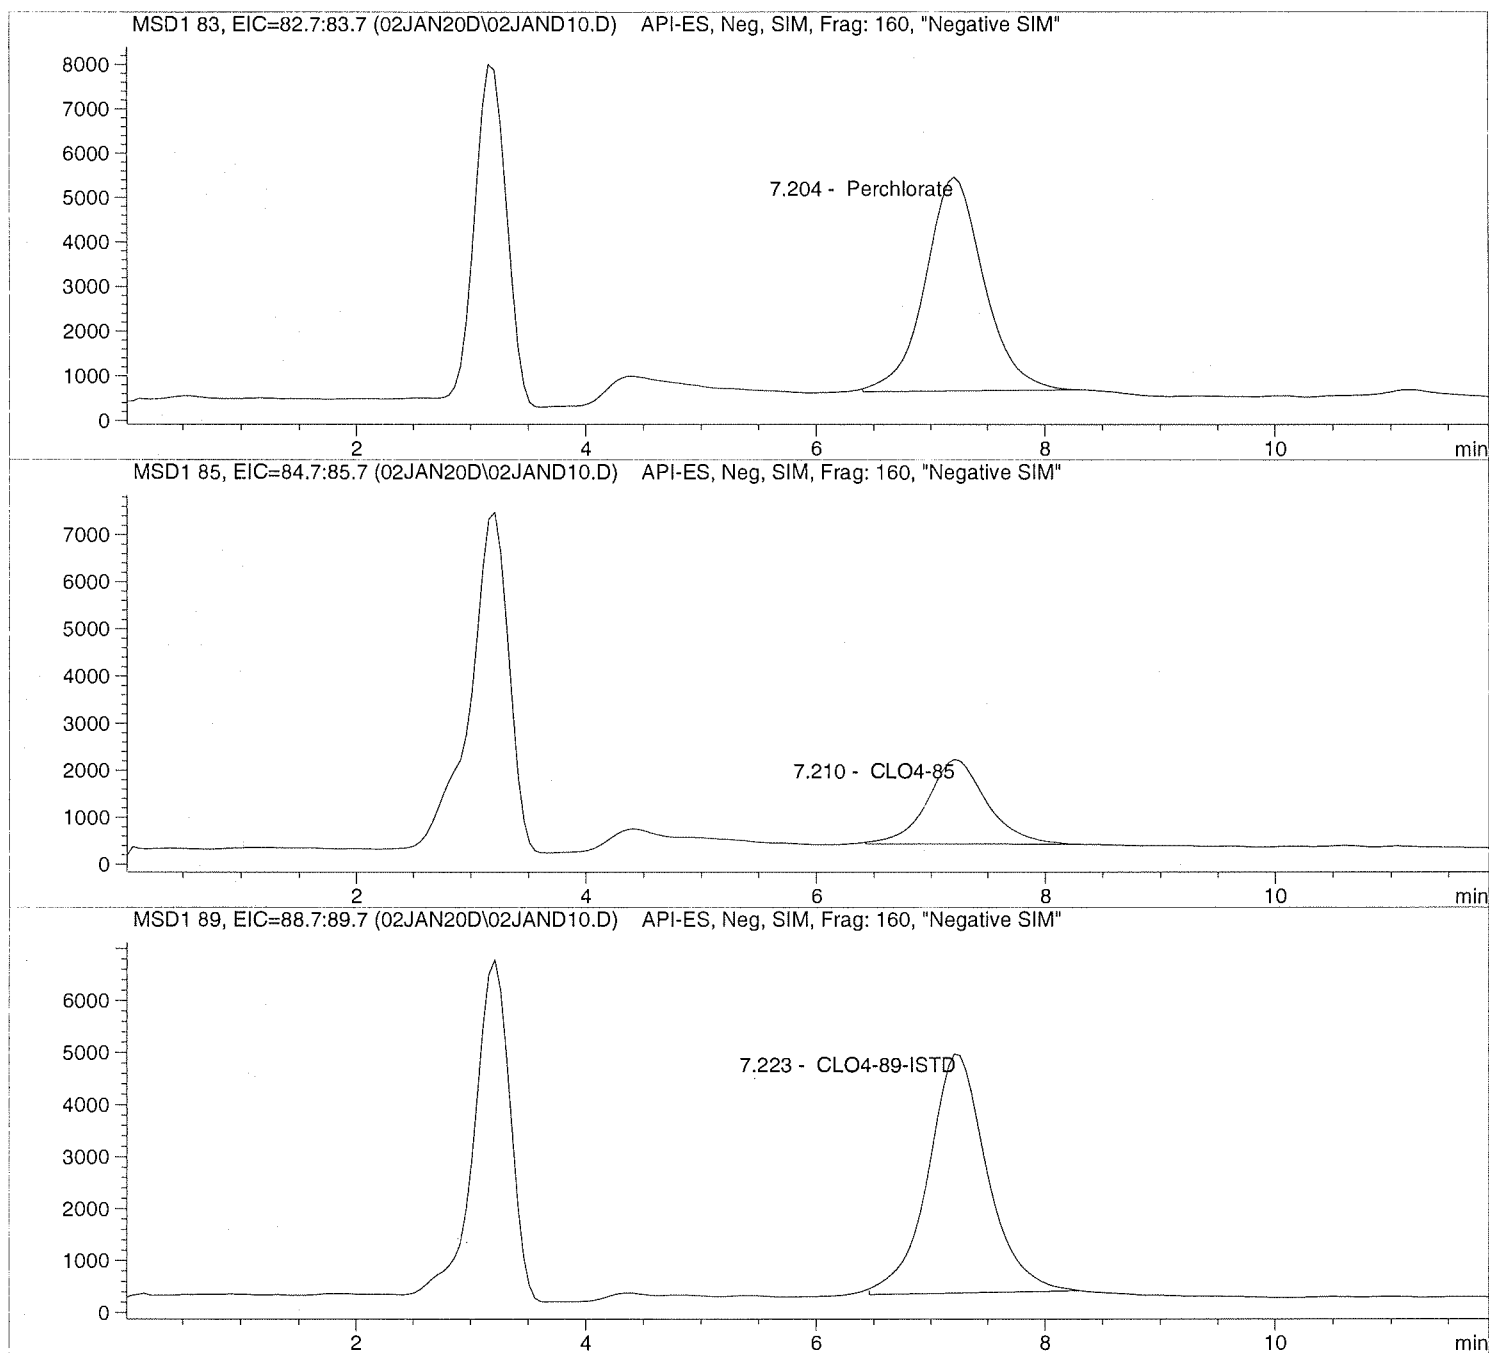 MSD1 83, EIC=82.7:83.7 (02JAN20D\02JAND10.D) API-ES, Neg, SIM, Frag: 160, "Negative SIM"
8000
7000
6000
7.204 - Perchlorate
5000
4000
3000
2000
1000
0
2 4 6 8 10 min
MSD1 85, EIC=84.7:85.7 (02JAN20D\02JAND10.D) API-ES, Neg, SIM, Frag: 160, "Negative SIM"
7000
6000
5000
4000
3000
2000
7.210 - CLO4-85
1000
0
2 4 6 8 10 min
MSD1 89, EIC=88.7:89.7 (02JAN20D\02JAND10.D) API-ES, Neg, SIM, Frag: 160, "Negative SIM"
6000
5000
7.223 - CLO4-89-ISTD
4000
3000
2000
1000
0
2 4 6 8 10 min